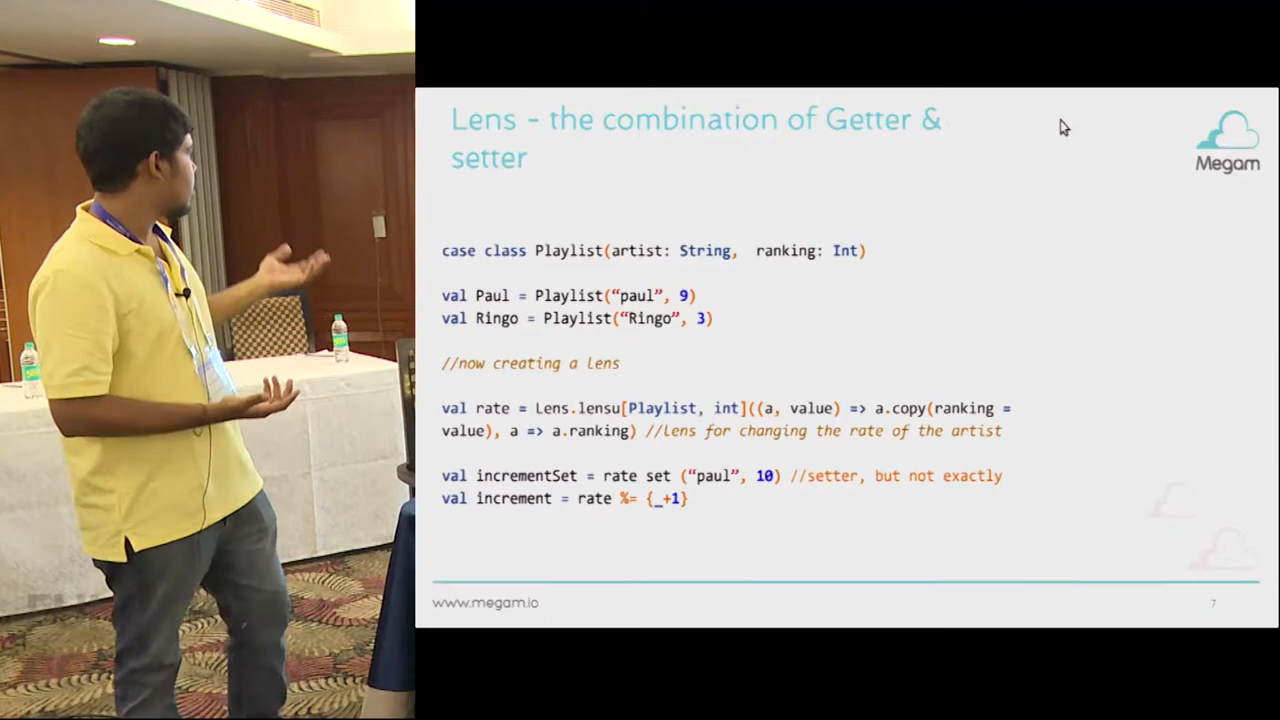 Lens - the combination of Getter &
setter
Megam
case class Playlist(artist: String, ranking: Int)
val Paul = Playlist(“paul”, 9)
val Ringo = Playlist(“Ringo”, 3)
//now creating a lens
val rate = Lens.lensu[Playlist, int]((a, value) => a.copy(ranking =
value), a => a.ranking) //lens for changing the rate of the artist
val incrementSet = rate set (“paul”, 10) //setter, but not exactly
val increment = rate %= {_+1}
www.megam.io
7